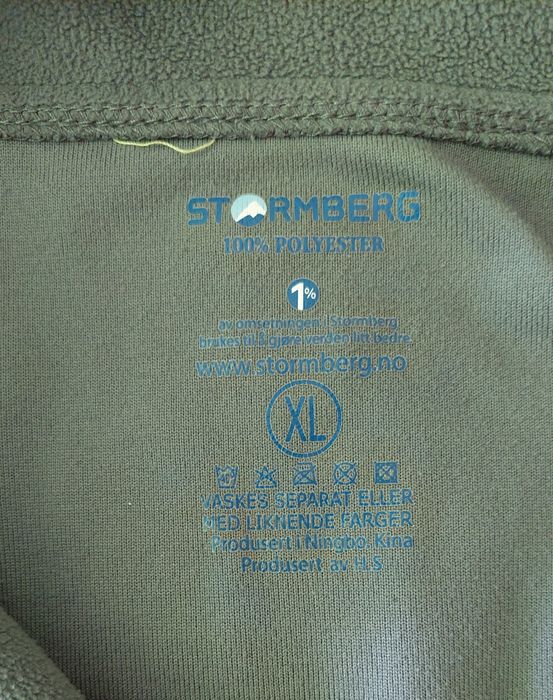 STORMBERG
100% POLYESTER
1%
av omsetningen i Stormberg
brukes til å gjøre verden litt bedre.
www.stormberg.no
XL
40
VASKES SEPARAT ELLER
MED LIKNENDE FARGER
Produsert i Ningbo, Kina
Produsert av H.S